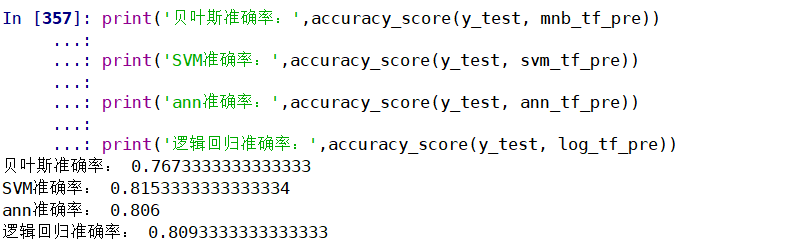 In [357]: print('贝叶斯准确率：',accuracy_score(y_test, mnb_tf_pre))
...:
...: print('SVM准确率：',accuracy_score(y_test, svm_tf_pre))
...:
...: print('ann准确率：',accuracy_score(y_test, ann_tf_pre))
...:
...: print('逻辑回归准确率：',accuracy_score(y_test, log_tf_pre))
贝叶斯准确率： 0.7673333333333333
SVM准确率： 0.8153333333333334
ann准确率： 0.806
逻辑回归准确率： 0.8093333333333333